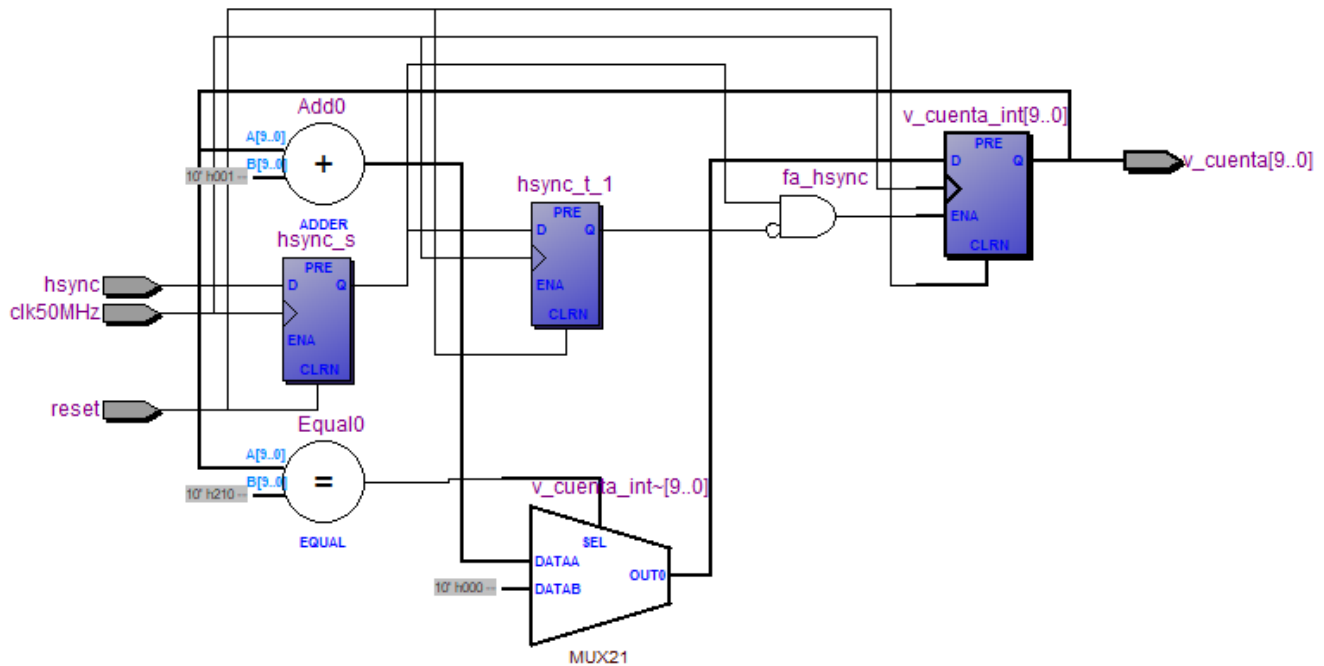 Add0
A[9..0]
B[9..0]
10' h001 --
+
ADDER
hsync_s
PRE
D Q
ENA
CLRN
hsync
clk50MHz
reset
hsync_t_1
PRE
D Q
ENA
CLRN
fa_hsync
v_cuenta_int[9..0]
PRE
D Q
ENA
CLRN
v_cuenta[9..0]
Equal0
A[9..0]
B[9..0]
10' h210 --
=
EQUAL
v_cuenta_int~[9..0]
SEL
DATAA
OUT0
10' h000 --
DATAB
MUX21